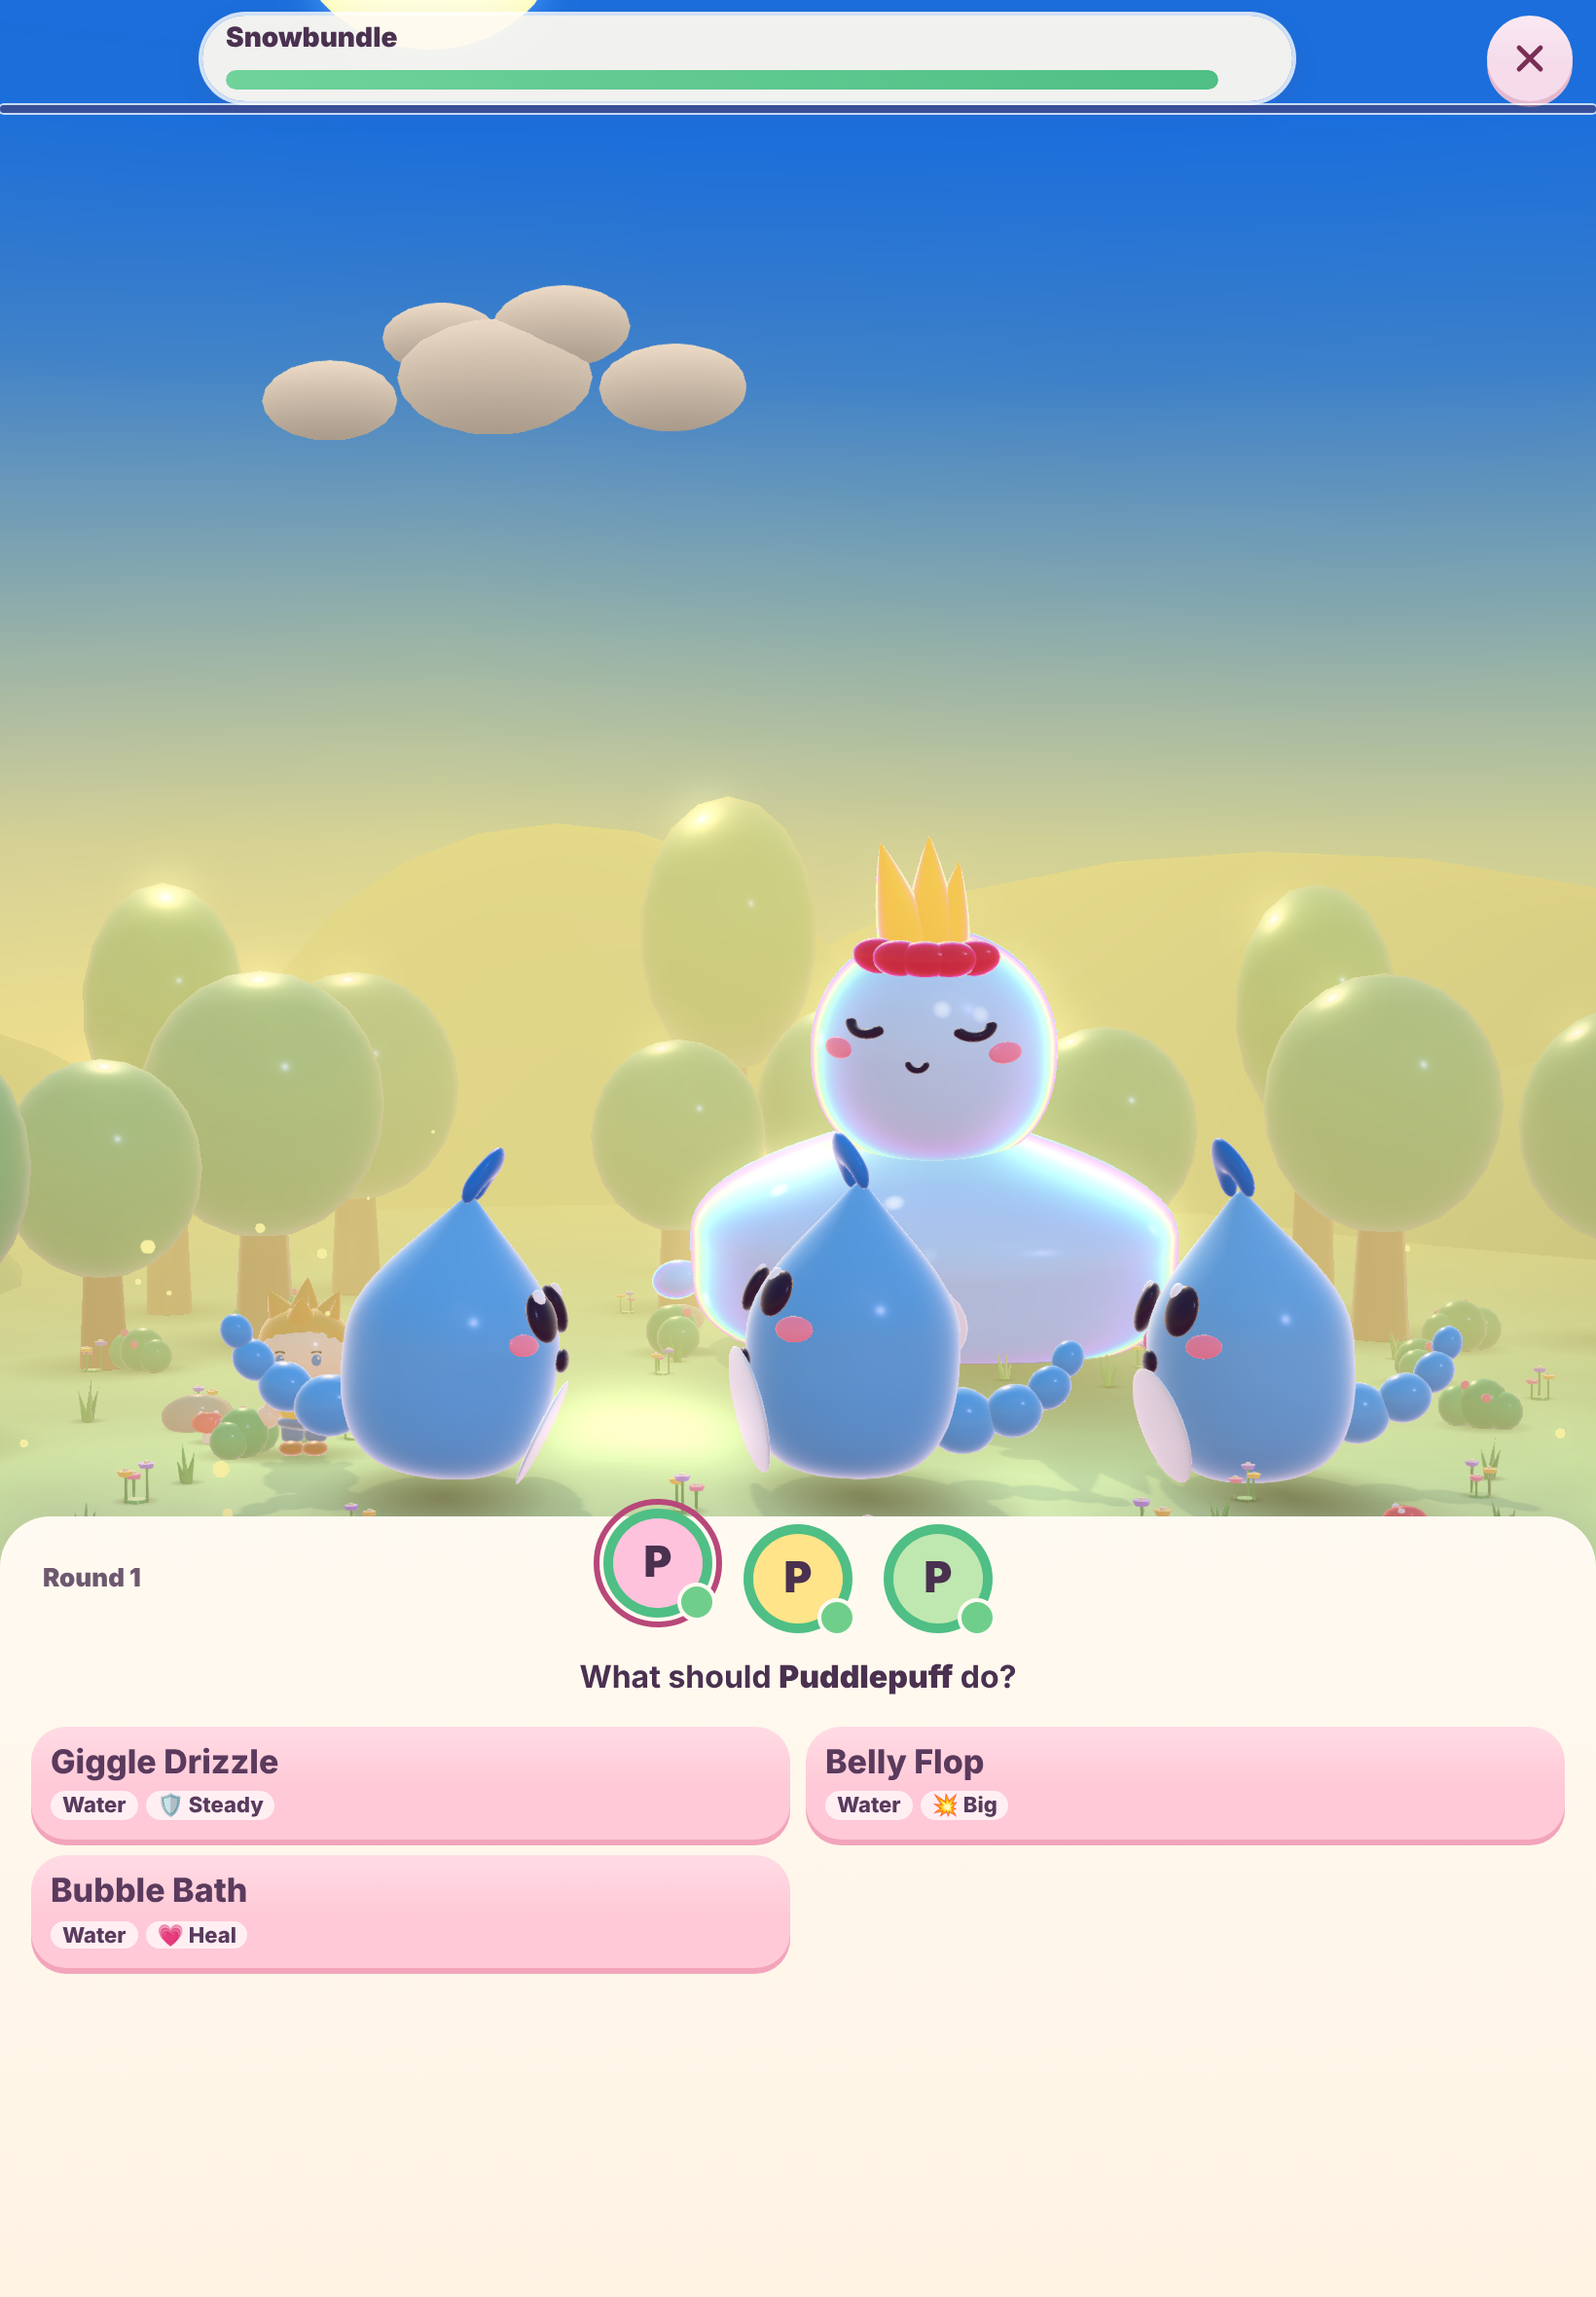 Snowbundle
Round 1
P P P
What should Puddlepuff do?
Giggle Drizzle
Water 🛡️ Steady
Belly Flop
Water 💥 Big
Bubble Bath
Water 💗 Heal